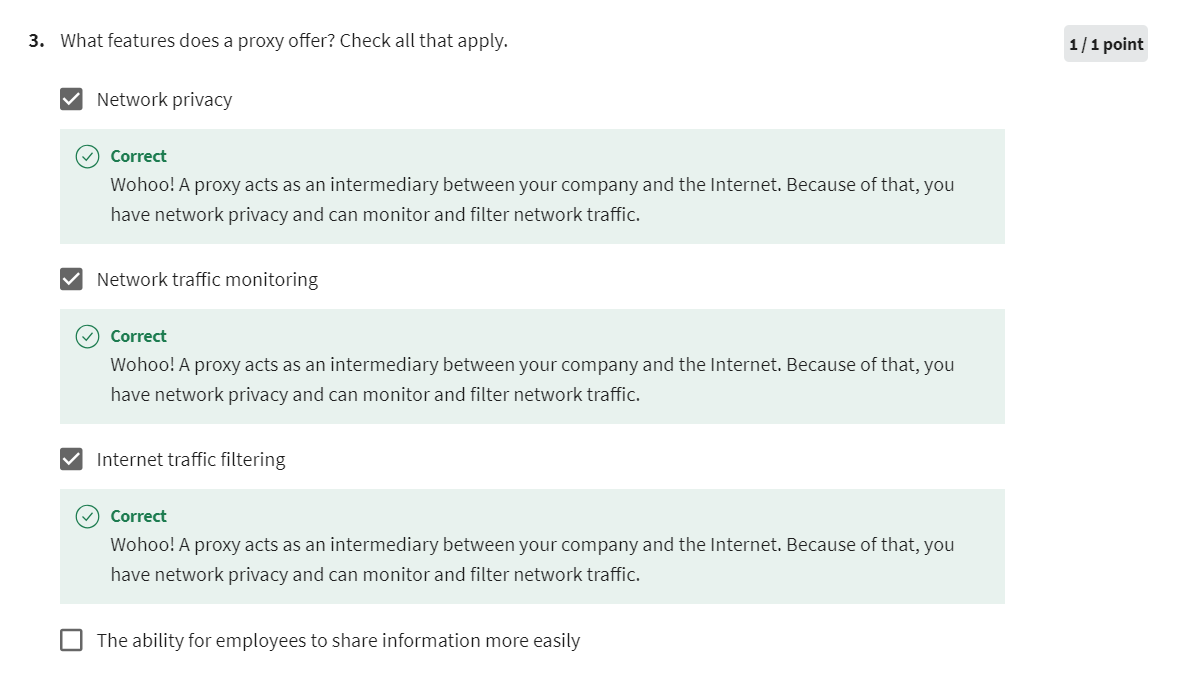 3. What features does a proxy offer? Check all that apply.
1 / 1 point
Network privacy
Correct
Wohoo! A proxy acts as an intermediary between your company and the Internet. Because of that, you
have network privacy and can monitor and filter network traffic.
Network traffic monitoring
Correct
Wohoo! A proxy acts as an intermediary between your company and the Internet. Because of that, you
have network privacy and can monitor and filter network traffic.
Internet traffic filtering
Correct
Wohoo! A proxy acts as an intermediary between your company and the Internet. Because of that, you
have network privacy and can monitor and filter network traffic.
The ability for employees to share information more easily